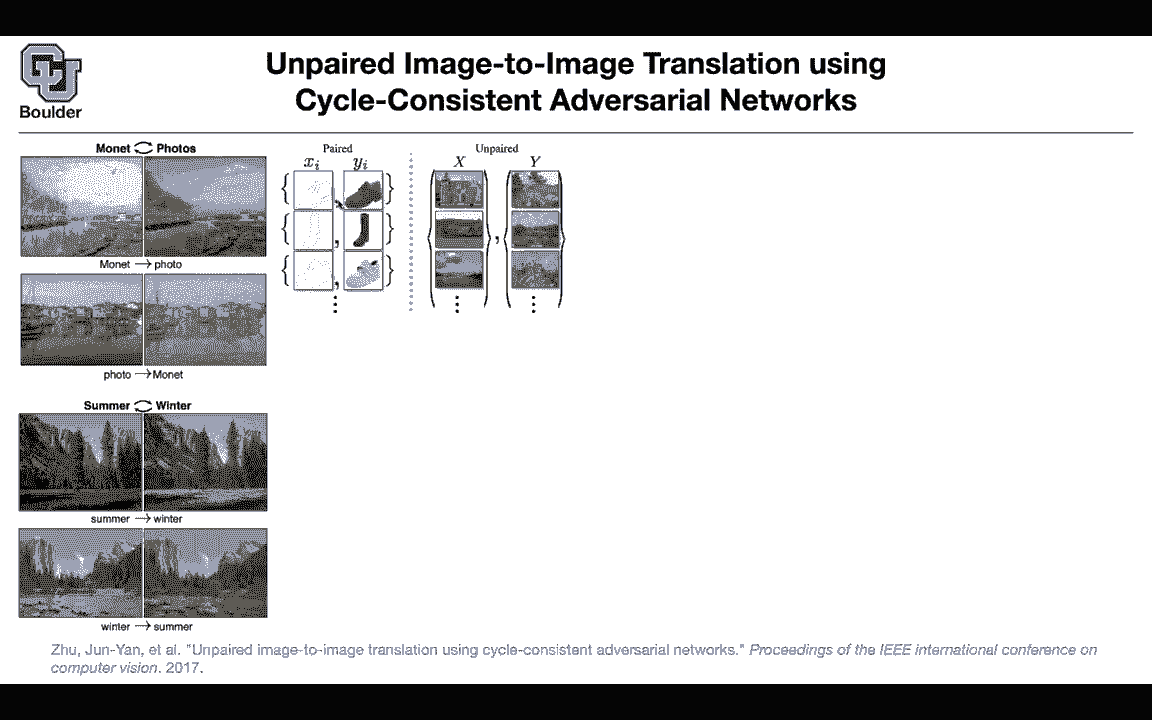 Unpaired Image-to-Image Translation using
Cycle-Consistent Adversarial Networks
CU
Boulder
Monet Photos
Monet → photo
photo → Monet
Summer Winter
summer → winter
winter → summer
Paired
xᵢ yᵢ
{ , }
{ , }
{ , }
⋮
Unpaired
X Y
{ } , { }
⋮ ⋮
Zhu, Jun-Yan, et al. "Unpaired image-to-image translation using cycle-consistent adversarial networks." Proceedings of the IEEE international conference on
computer vision. 2017.